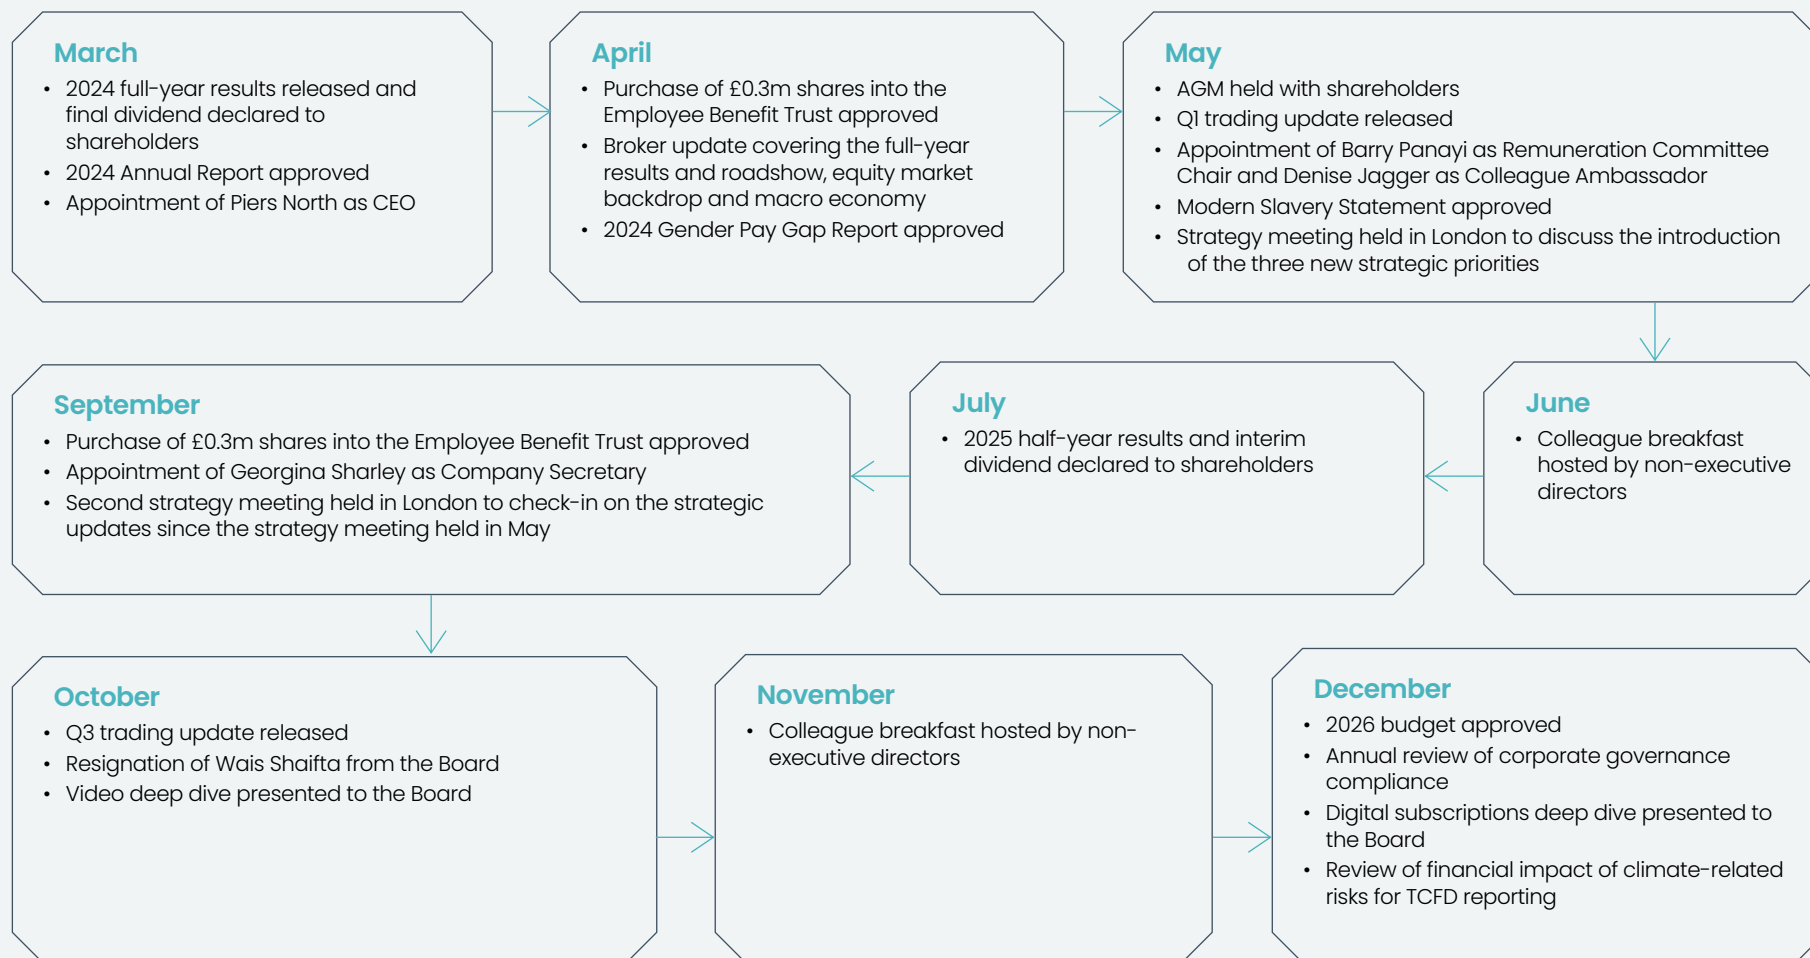 March
• 2024 full-year results released and
final dividend declared to
shareholders
• 2024 Annual Report approved
• Appointment of Piers North as CEO
April
• Purchase of £0.3m shares into the
Employee Benefit Trust approved
• Broker update covering the full-year
results and roadshow, equity market
backdrop and macro economy
• 2024 Gender Pay Gap Report approved
May
• AGM held with shareholders
• Q1 trading update released
• Appointment of Barry Panayi as Remuneration Committee
Chair and Denise Jagger as Colleague Ambassador
• Modern Slavery Statement approved
• Strategy meeting held in London to discuss the introduction
of the three new strategic priorities
June
• Colleague breakfast
hosted by non-executive
directors
July
• 2025 half-year results and interim
dividend declared to shareholders
September
• Purchase of £0.3m shares into the Employee Benefit Trust approved
• Appointment of Georgina Sharley as Company Secretary
• Second strategy meeting held in London to check-in on the strategic
updates since the strategy meeting held in May
October
• Q3 trading update released
• Resignation of Wais Shaifta from the Board
• Video deep dive presented to the Board
November
• Colleague breakfast hosted by non-
executive directors
December
• 2026 budget approved
• Annual review of corporate governance
compliance
• Digital subscriptions deep dive presented to
the Board
• Review of financial impact of climate-related
risks for TCFD reporting